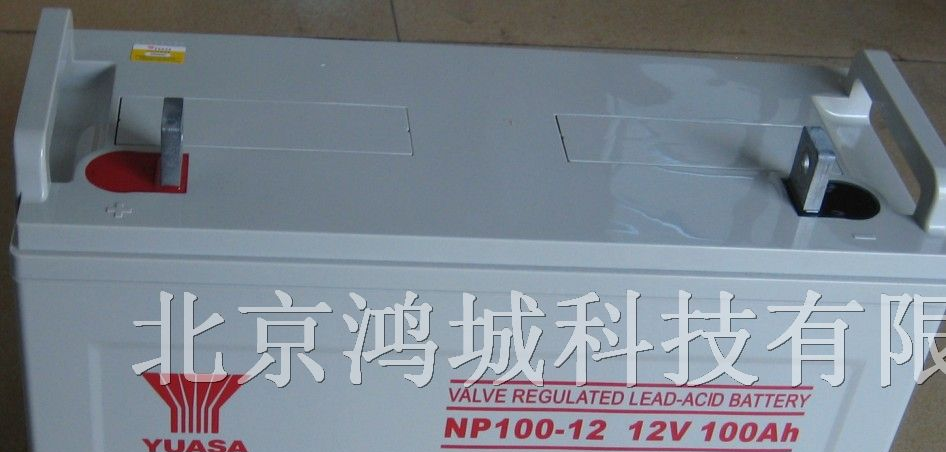 北京鸿城科技有限
VALVE REGULATED LEAD-ACID BATTERY
NP100-12 12V 100Ah
YUASA